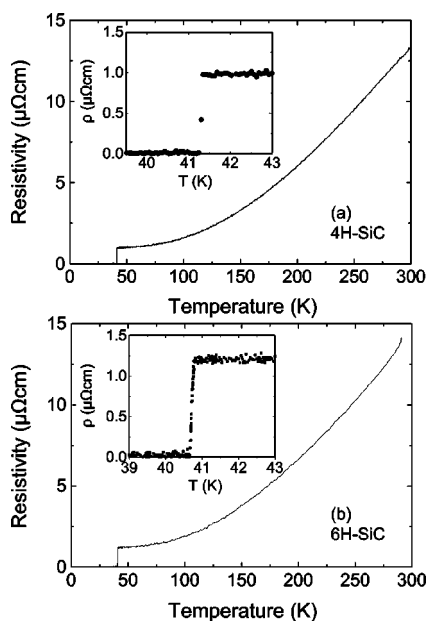 1.5
1.0
0.5
0.0
ρ (μΩcm)
40 41 42 43
T (K)
15
10
5
0
Resistivity (μΩcm)
(a)
4H-SiC
0 50 100 150 200 250 300
Temperature (K)
1.5
1.0
0.5
0.0
ρ (μΩcm)
39 40 41 42 43
T (K)
15
10
5
0
Resistivity (μΩcm)
(b)
6H-SiC
0 50 100 150 200 250 300
Temperature (K)